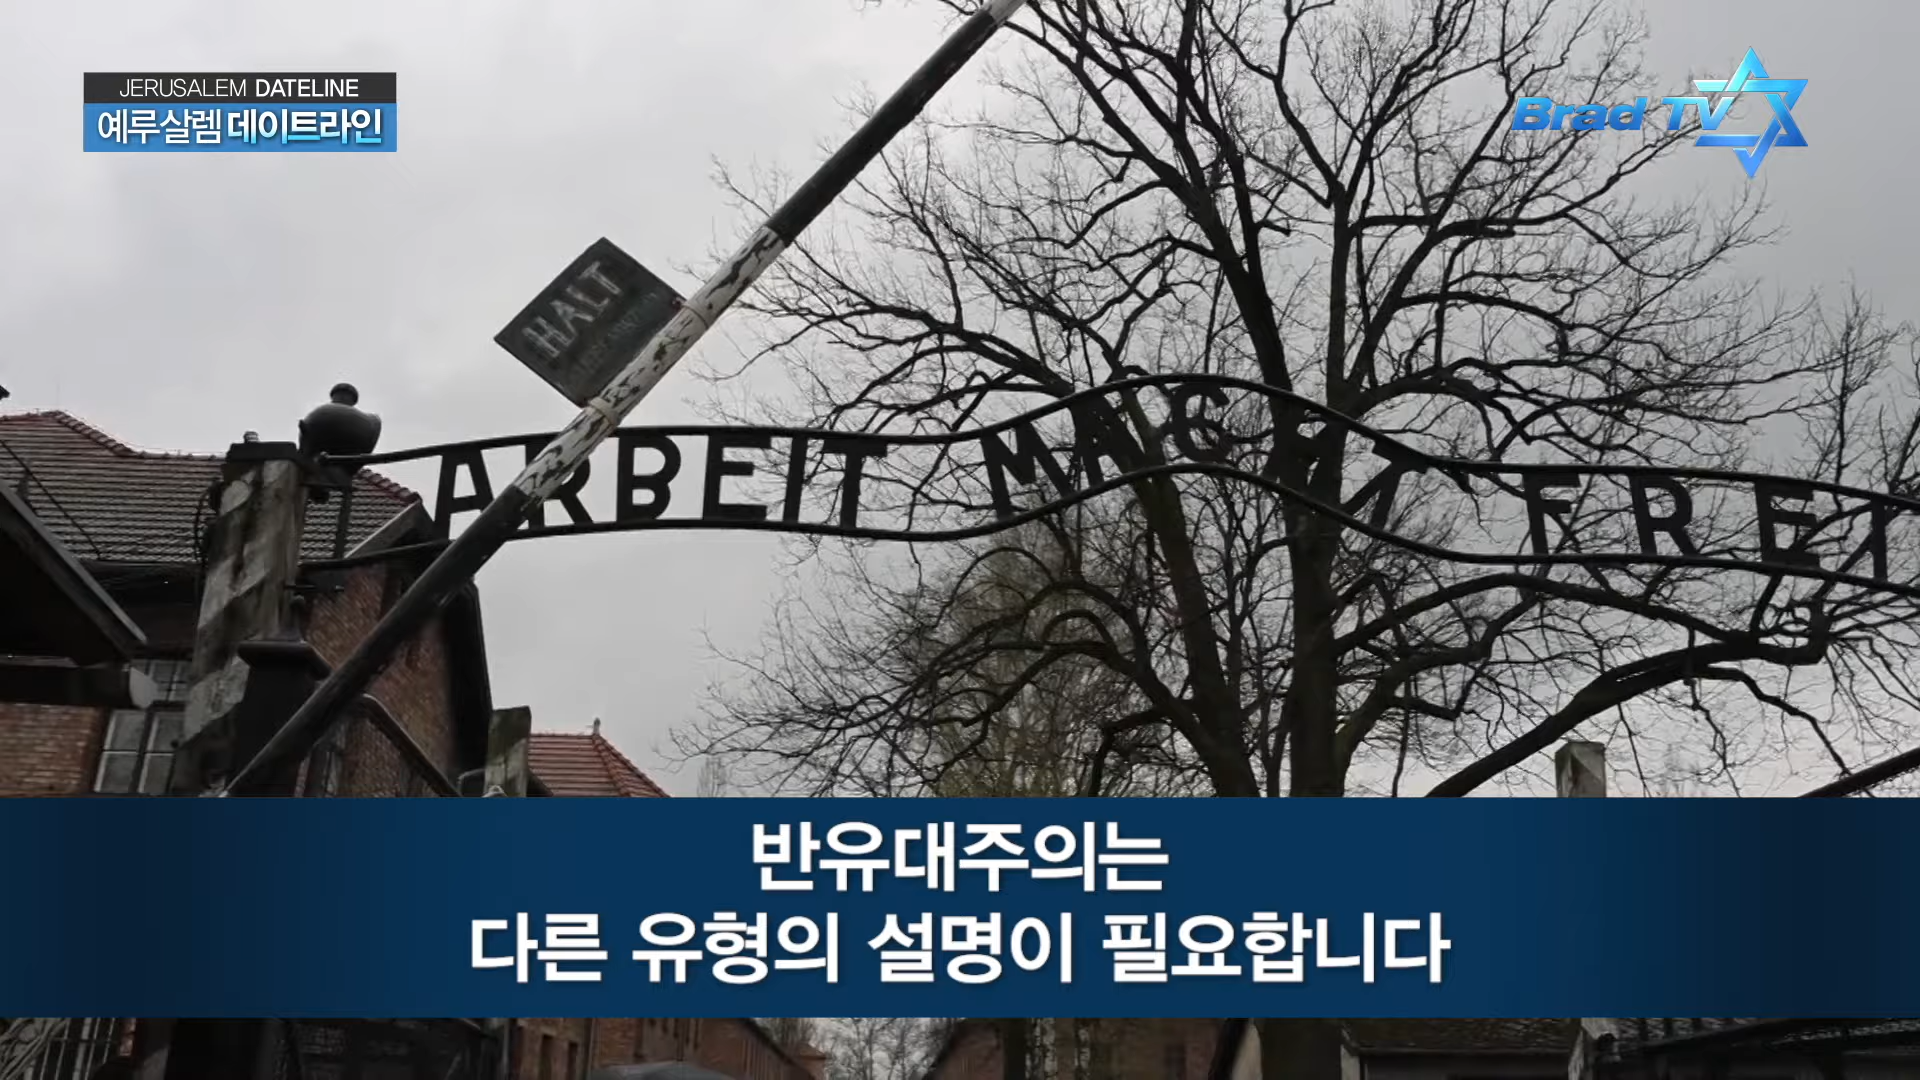 JERUSALEM DATELINE
예루살렘 데이트라인
Brad TV
HALT
ARBEIT MACHT FREI
반유대주의는
다른 유형의 설명이 필요합니다